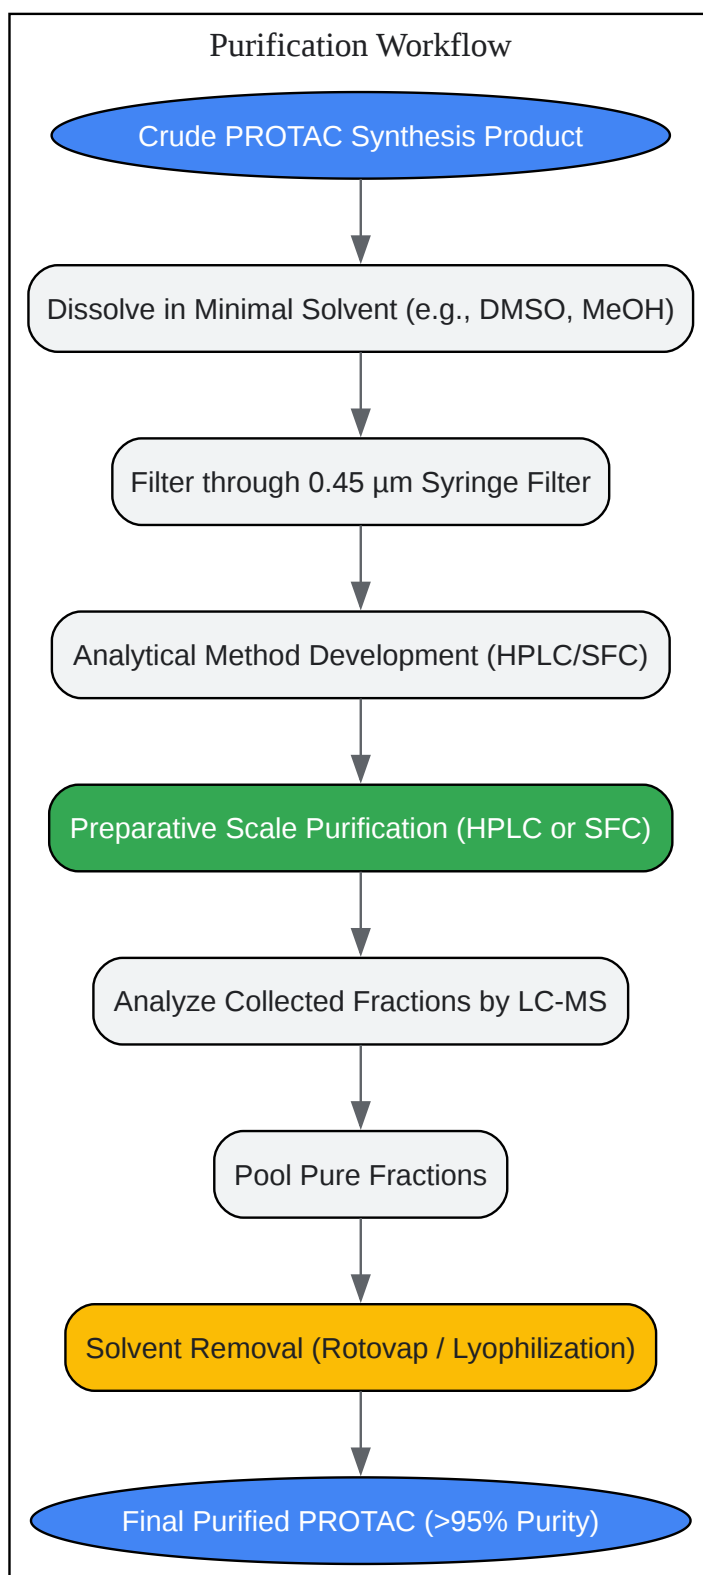 Purification Workflow
Crude PROTAC Synthesis Product
Dissolve in Minimal Solvent (e.g., DMSO, MeOH)
Filter through 0.45 µm Syringe Filter
Analytical Method Development (HPLC/SFC)
Preparative Scale Purification (HPLC or SFC)
Analyze Collected Fractions by LC-MS
Pool Pure Fractions
Solvent Removal (Rotovap / Lyophilization)
Final Purified PROTAC (>95% Purity)